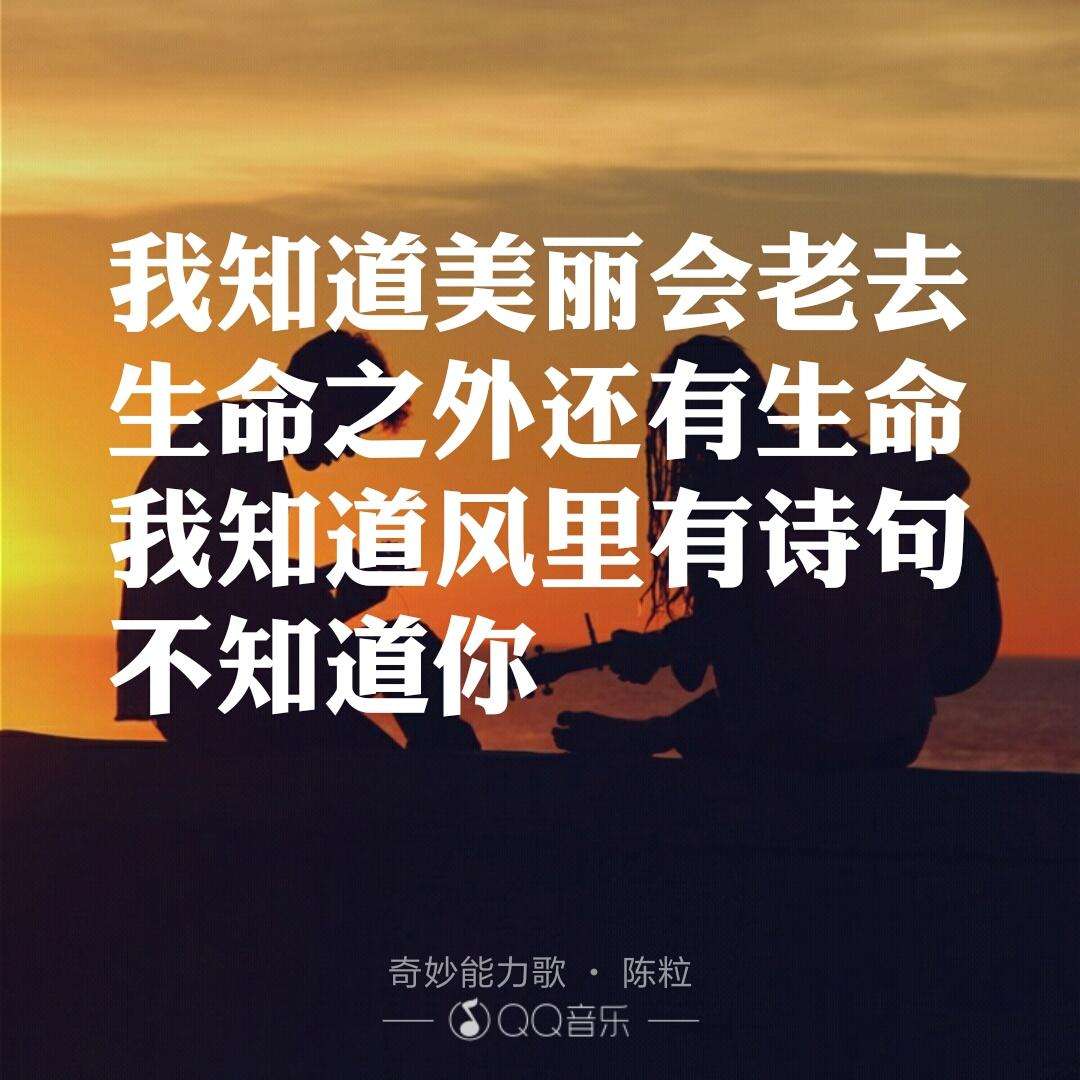 我知道美丽会老去
生命之外还有生命
我知道风里有诗句
不知道你
奇妙能力歌 · 陈粒
QQ音乐